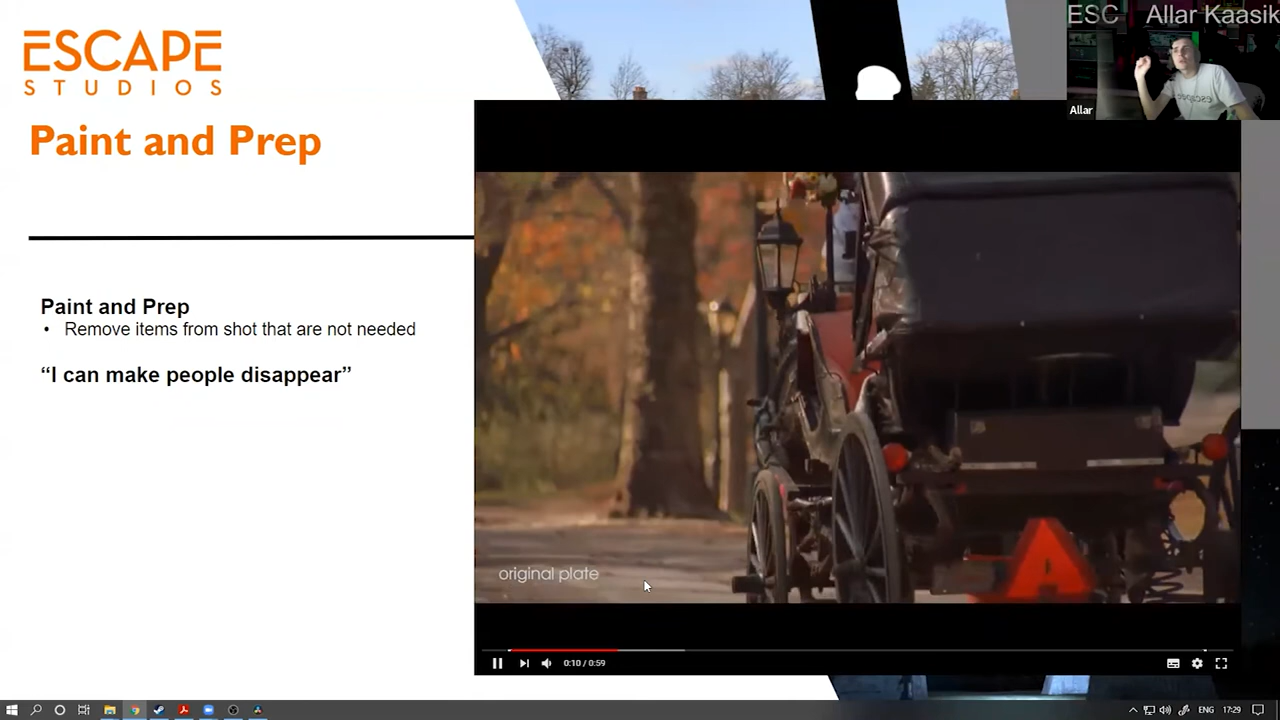 ESCAPE
STUDIOS
Paint and Prep
Paint and Prep
• Remove items from shot that are not needed
“I can make people disappear”
ESC Allar Kaasik
Allar
original plate
0:10 / 0:59
ENG 17:29